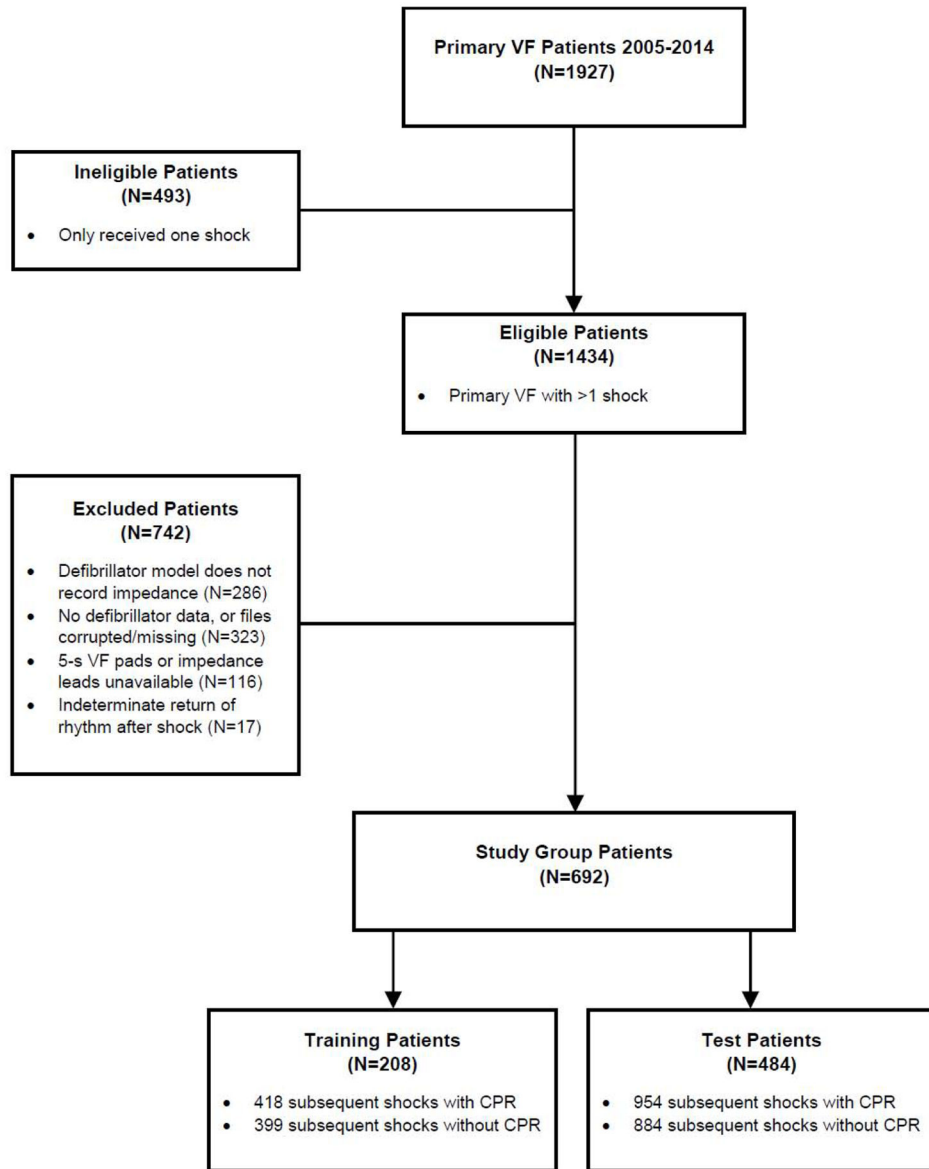 Primary VF Patients 2005-2014
(N=1927)
Ineligible Patients
(N=493)
• Only received one shock
Eligible Patients
(N=1434)
• Primary VF with >1 shock
Excluded Patients
(N=742)
• Defibrillator model does not
record impedance (N=286)
• No defibrillator data, or files
corrupted/missing (N=323)
• 5-s VF pads or impedance
leads unavailable (N=116)
• Indeterminate return of
rhythm after shock (N=17)
Study Group Patients
(N=692)
Training Patients
(N=208)
• 418 subsequent shocks with CPR
• 399 subsequent shocks without CPR
Test Patients
(N=484)
• 954 subsequent shocks with CPR
• 884 subsequent shocks without CPR